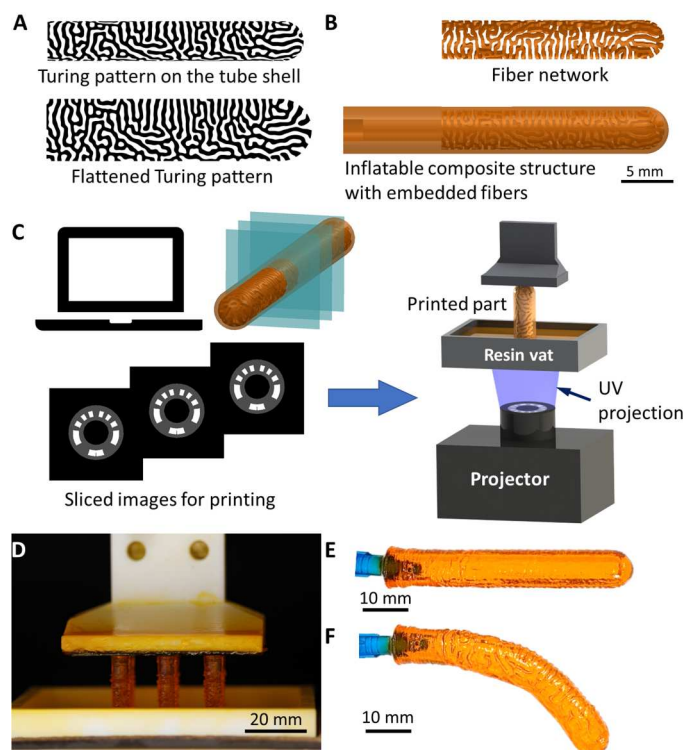 A
Turing pattern on the tube shell
Flattened Turing pattern
B
Fiber network
Inflatable composite structure
with embedded fibers
5 mm
C
Sliced images for printing
Printed part
Resin vat
UV
projection
Projector
D
20 mm
E
10 mm
F
10 mm